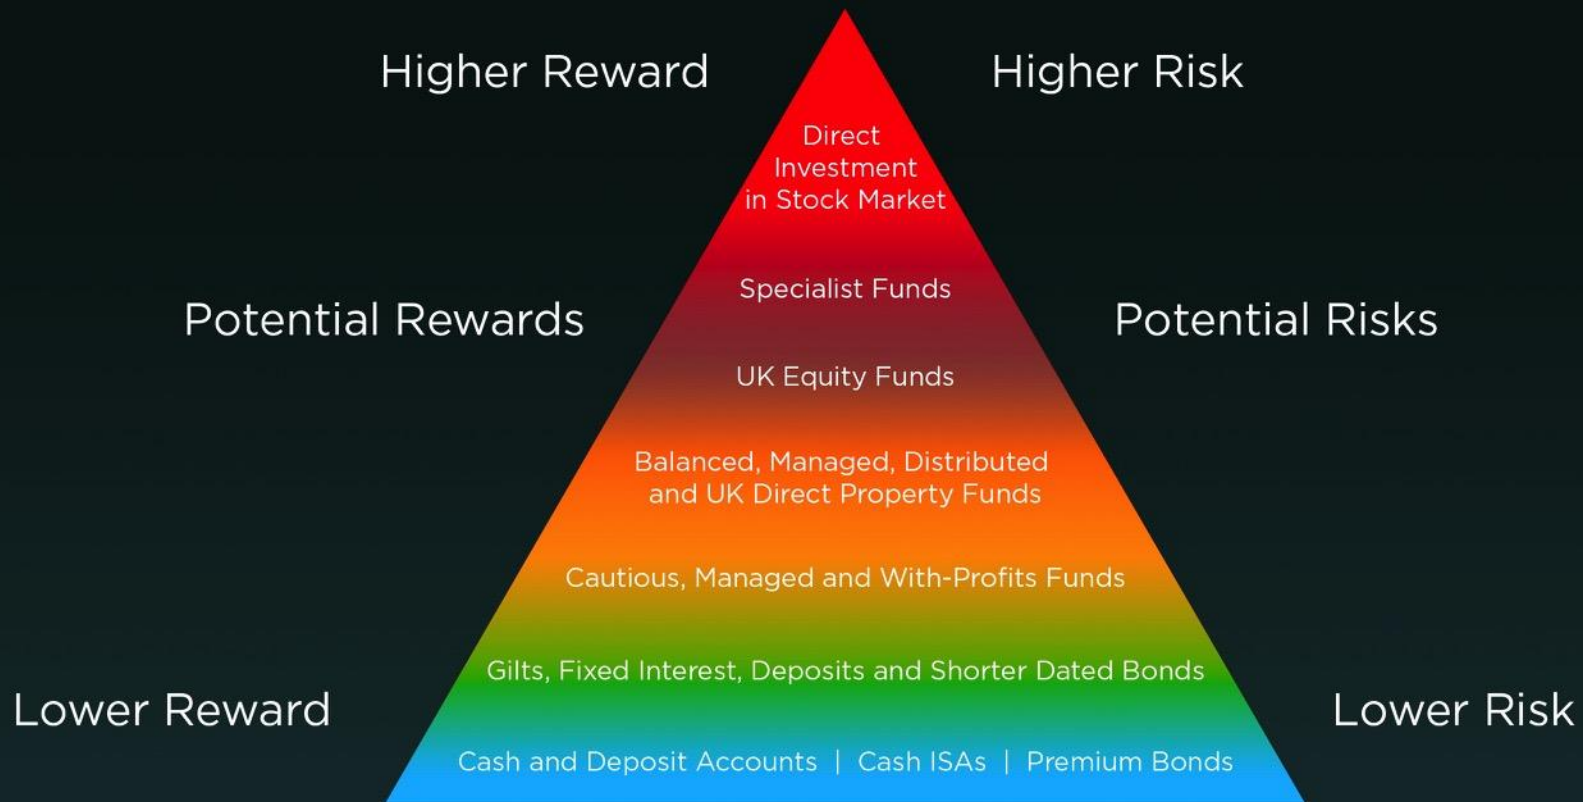 Higher Reward
Higher Risk
Direct
Investment
in Stock Market
Specialist Funds
Potential Rewards
Potential Risks
UK Equity Funds
Balanced, Managed, Distributed
and UK Direct Property Funds
Cautious, Managed and With-Profits Funds
Gilts, Fixed Interest, Deposits and Shorter Dated Bonds
Lower Reward
Lower Risk
Cash and Deposit Accounts | Cash ISAs | Premium Bonds